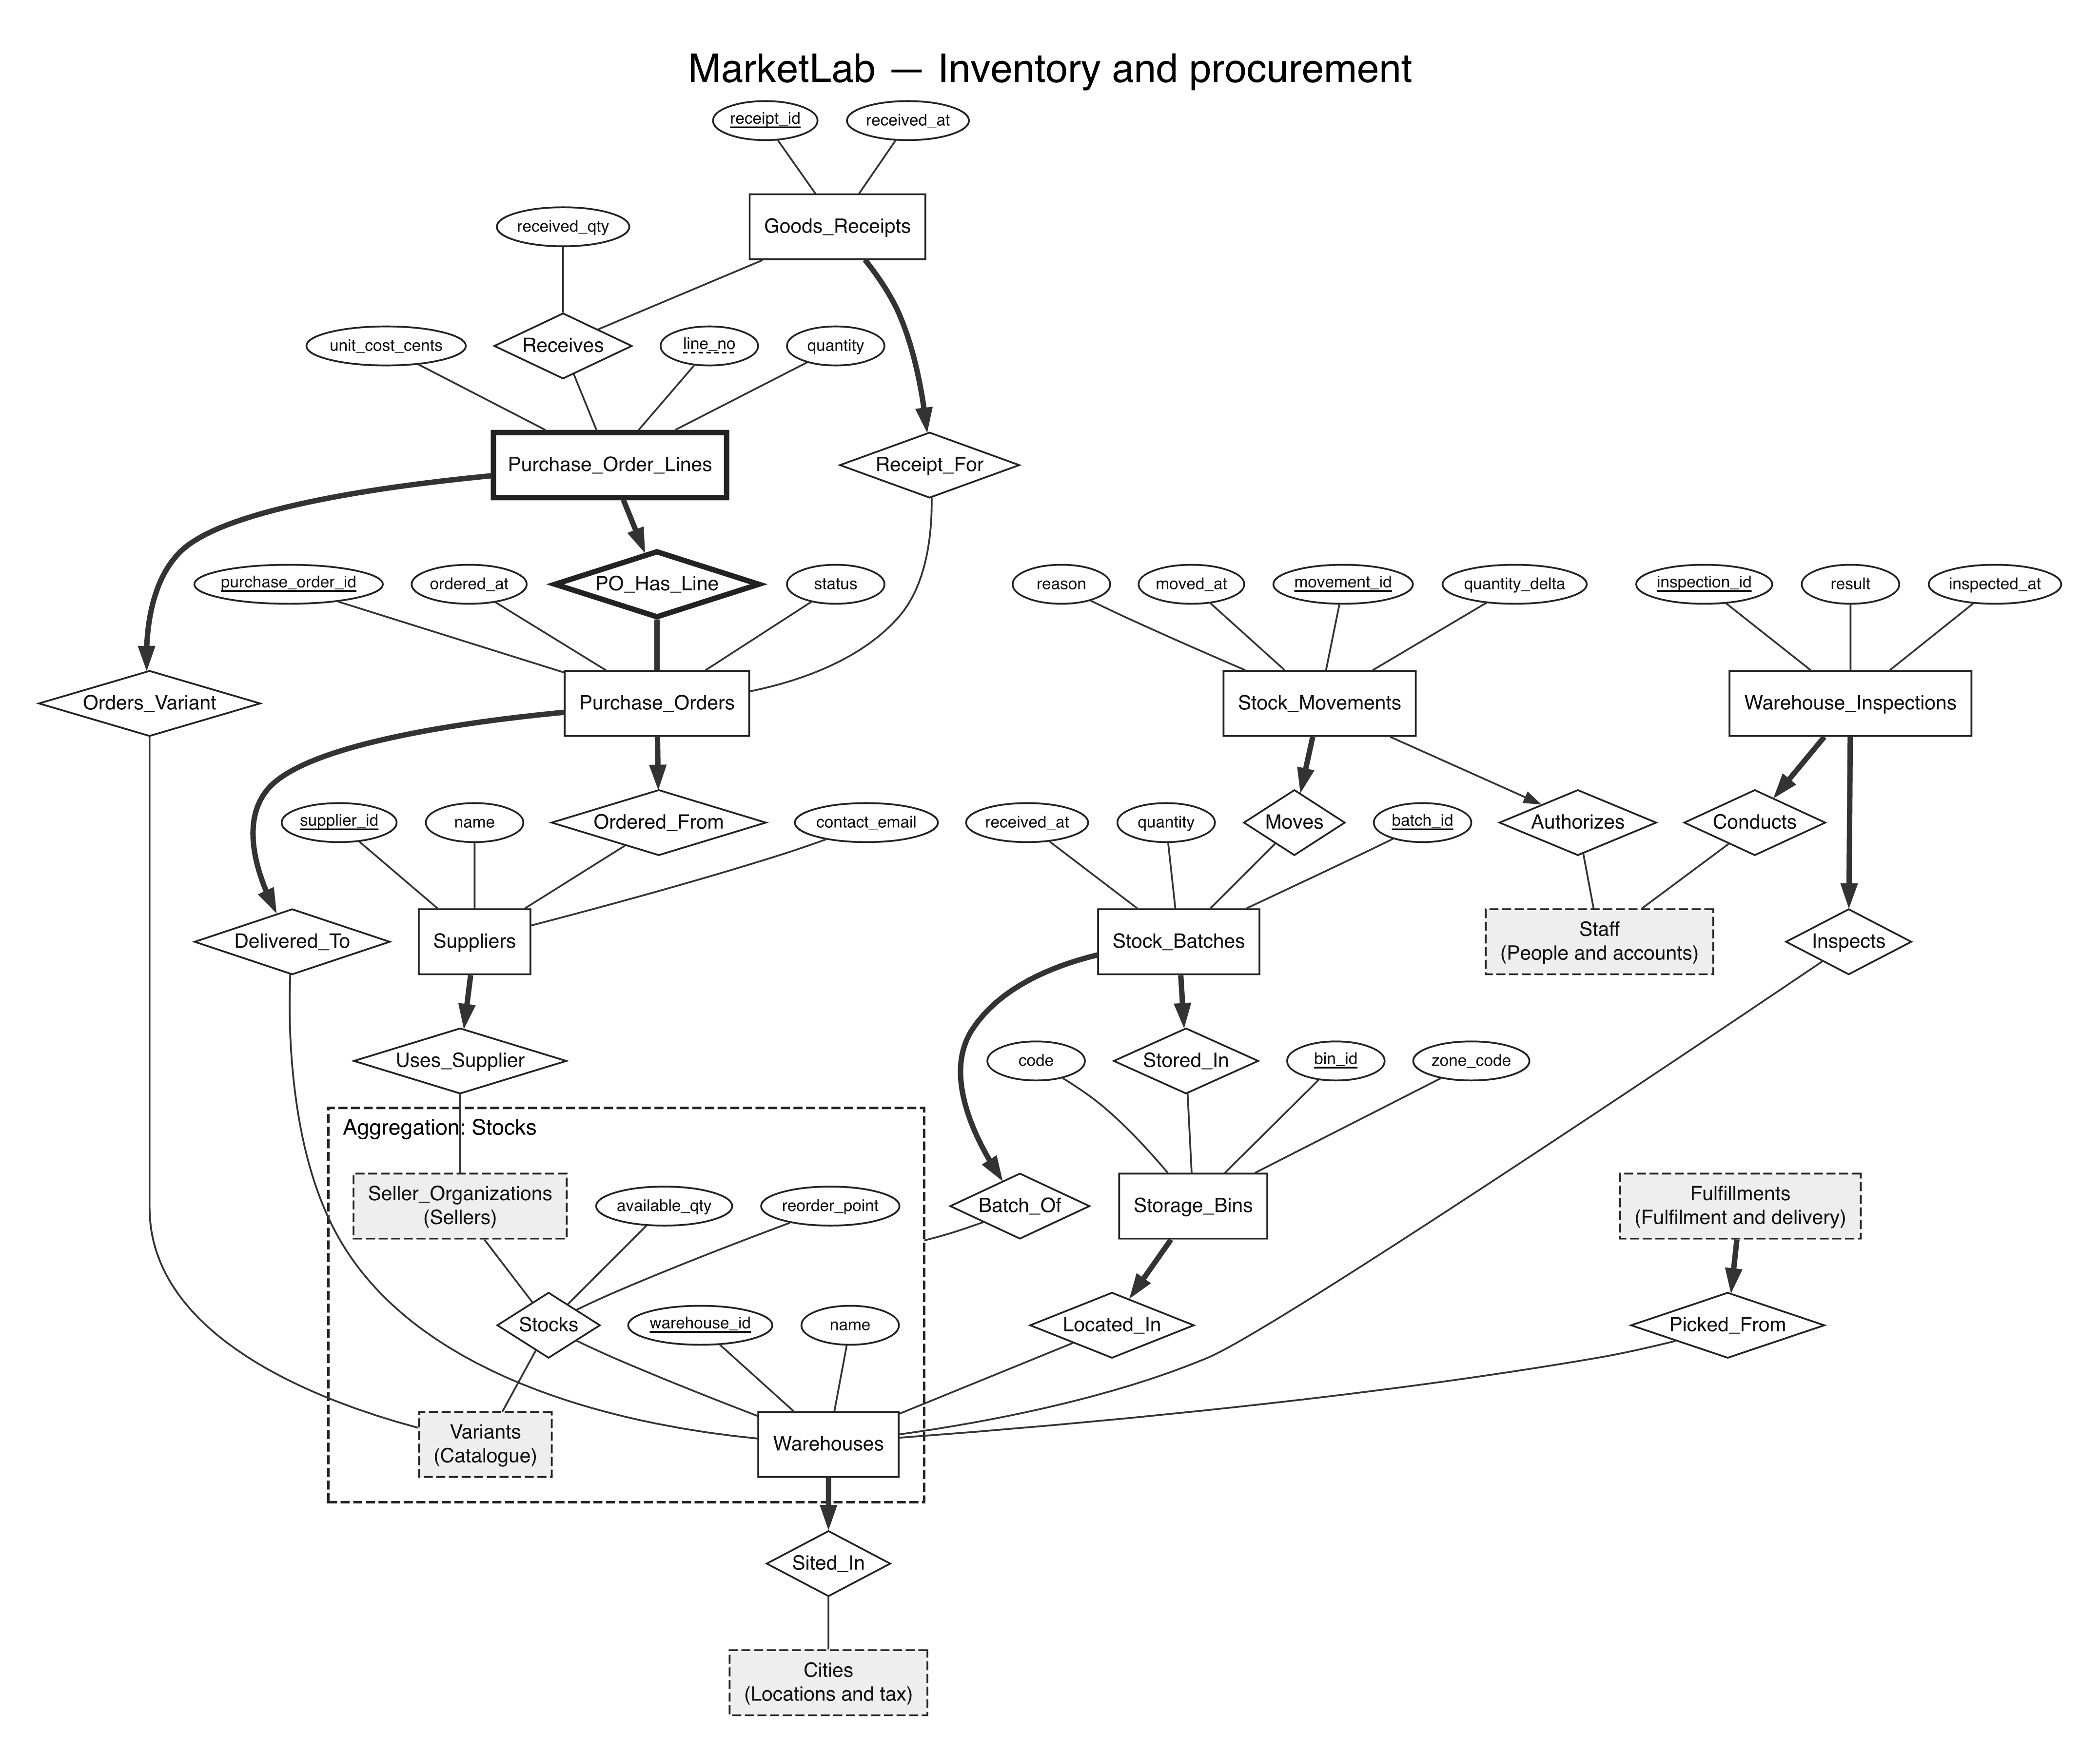 MarketLab — Inventory and procurement
receipt_id
received_at
Goods_Receipts
received_qty
unit_cost_cents
Receives
line_no
quantity
Purchase_Order_Lines
Receipt_For
purchase_order_id
ordered_at
PO_Has_Line
status
reason
moved_at
movement_id
quantity_delta
inspection_id
result
inspected_at
Orders_Variant
Purchase_Orders
Stock_Movements
Warehouse_Inspections
supplier_id
name
Ordered_From
contact_email
received_at
quantity
Moves
batch_id
Authorizes
Conducts
Delivered_To
Suppliers
Stock_Batches
Staff
(People and accounts)
Inspects
Uses_Supplier
code
Stored_In
bin_id
zone_code
Aggregation: Stocks
Seller_Organizations
(Sellers)
available_qty
reorder_point
Batch_Of
Storage_Bins
Fulfillments
(Fulfilment and delivery)
Stocks
warehouse_id
name
Located_In
Picked_From
Variants
(Catalogue)
Warehouses
Sited_In
Cities
(Locations and tax)